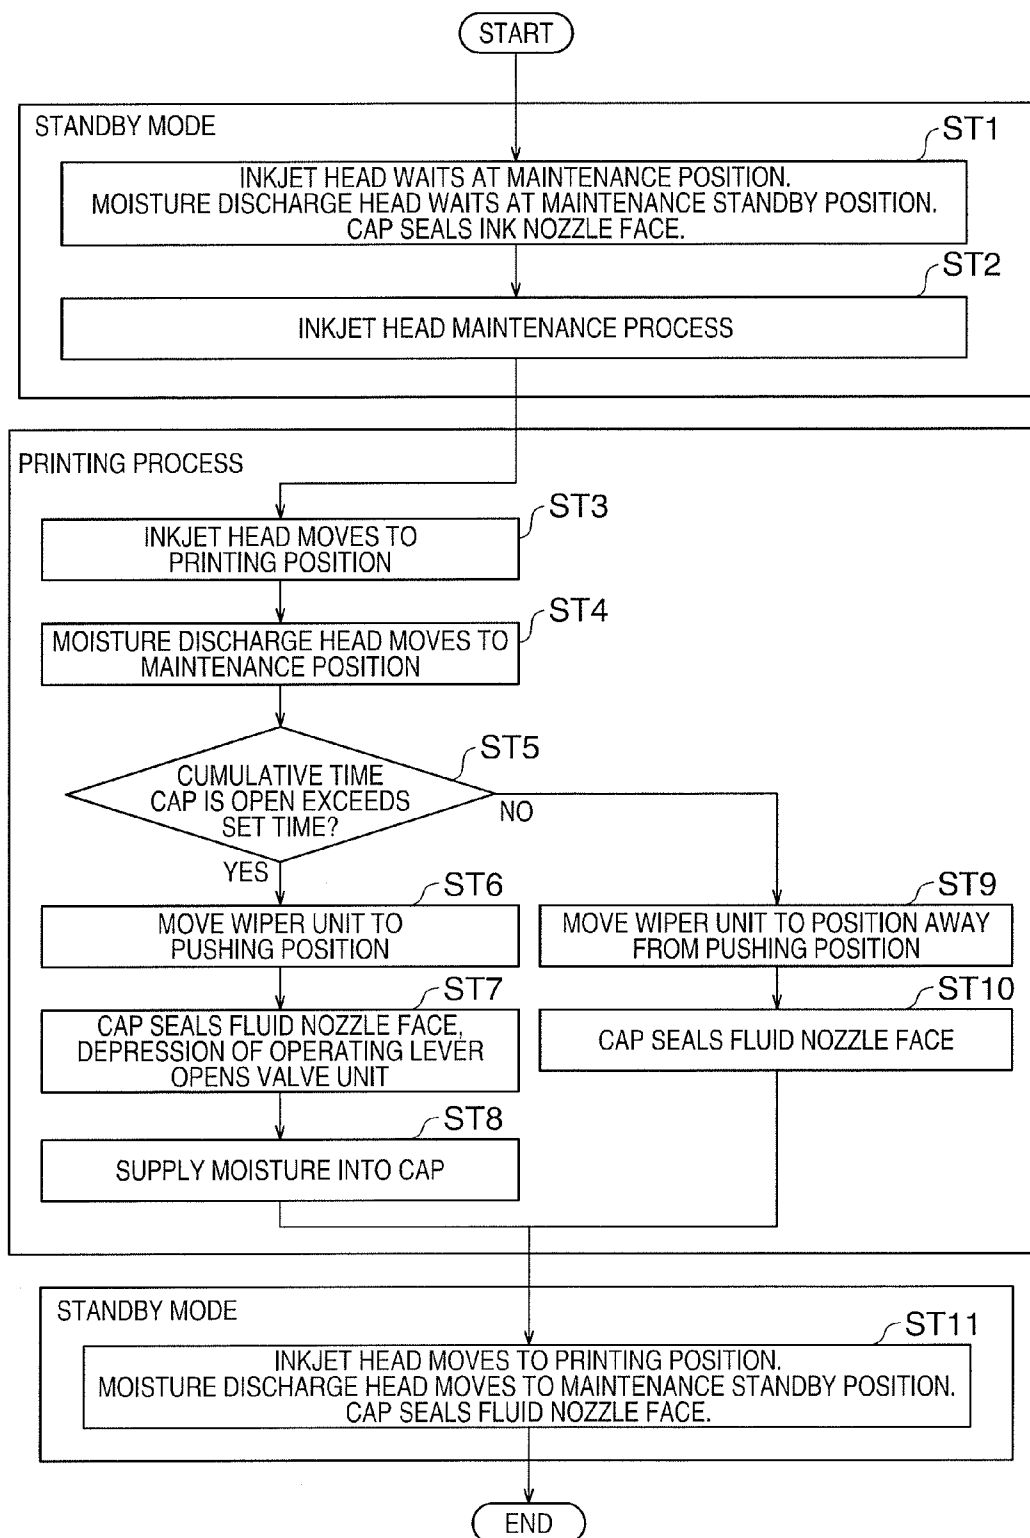 START
STANDBY MODE
ST1
INKJET HEAD WAITS AT MAINTENANCE POSITION.
MOISTURE DISCHARGE HEAD WAITS AT MAINTENANCE STANDBY POSITION.
CAP SEALS INK NOZZLE FACE.
ST2
INKJET HEAD MAINTENANCE PROCESS
PRINTING PROCESS
ST3
INKJET HEAD MOVES TO
PRINTING POSITION
ST4
MOISTURE DISCHARGE HEAD MOVES TO
MAINTENANCE POSITION
ST5
CUMULATIVE TIME
CAP IS OPEN EXCEEDS
SET TIME?
NO
YES
ST6
MOVE WIPER UNIT TO
PUSHING POSITION
ST7
CAP SEALS FLUID NOZZLE FACE,
DEPRESSION OF OPERATING LEVER
OPENS VALVE UNIT
ST8
SUPPLY MOISTURE INTO CAP
ST9
MOVE WIPER UNIT TO POSITION AWAY
FROM PUSHING POSITION
ST10
CAP SEALS FLUID NOZZLE FACE
STANDBY MODE
ST11
INKJET HEAD MOVES TO PRINTING POSITION.
MOISTURE DISCHARGE HEAD MOVES TO MAINTENANCE STANDBY POSITION.
CAP SEALS FLUID NOZZLE FACE.
END